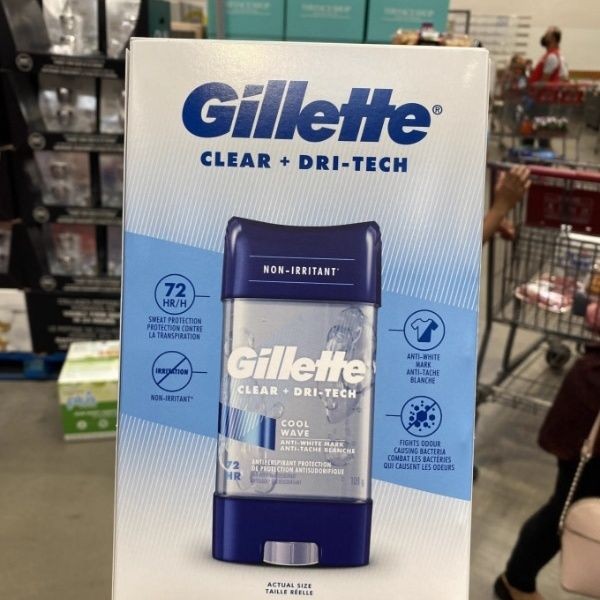 Gillette®
CLEAR + DRI-TECH
NON-IRRITANT*
72
HR/H
SWEAT PROTECTION
PROTECTION CONTRE
LA TRANSPIRATION
IRRITATION
NON-IRRITANT*
ANTI-WHITE
MARK
ANTI-TACHE
BLANCHE
FIGHTS ODOUR
CAUSING BACTERIA
COMBAT LES BACTÉRIES
QUI CAUSENT LES ODEURS
Gillette
CLEAR + DRI-TECH
COOL
WAVE
ANTI-WHITE MARK
ANTI-TACHE BLANCHE
72
HR
ANTIPERSPIRANT PROTECTION
DE PROTECTION ANTISUDORIFIQUE
ACTUAL SIZE
TAILLE RÉELLE